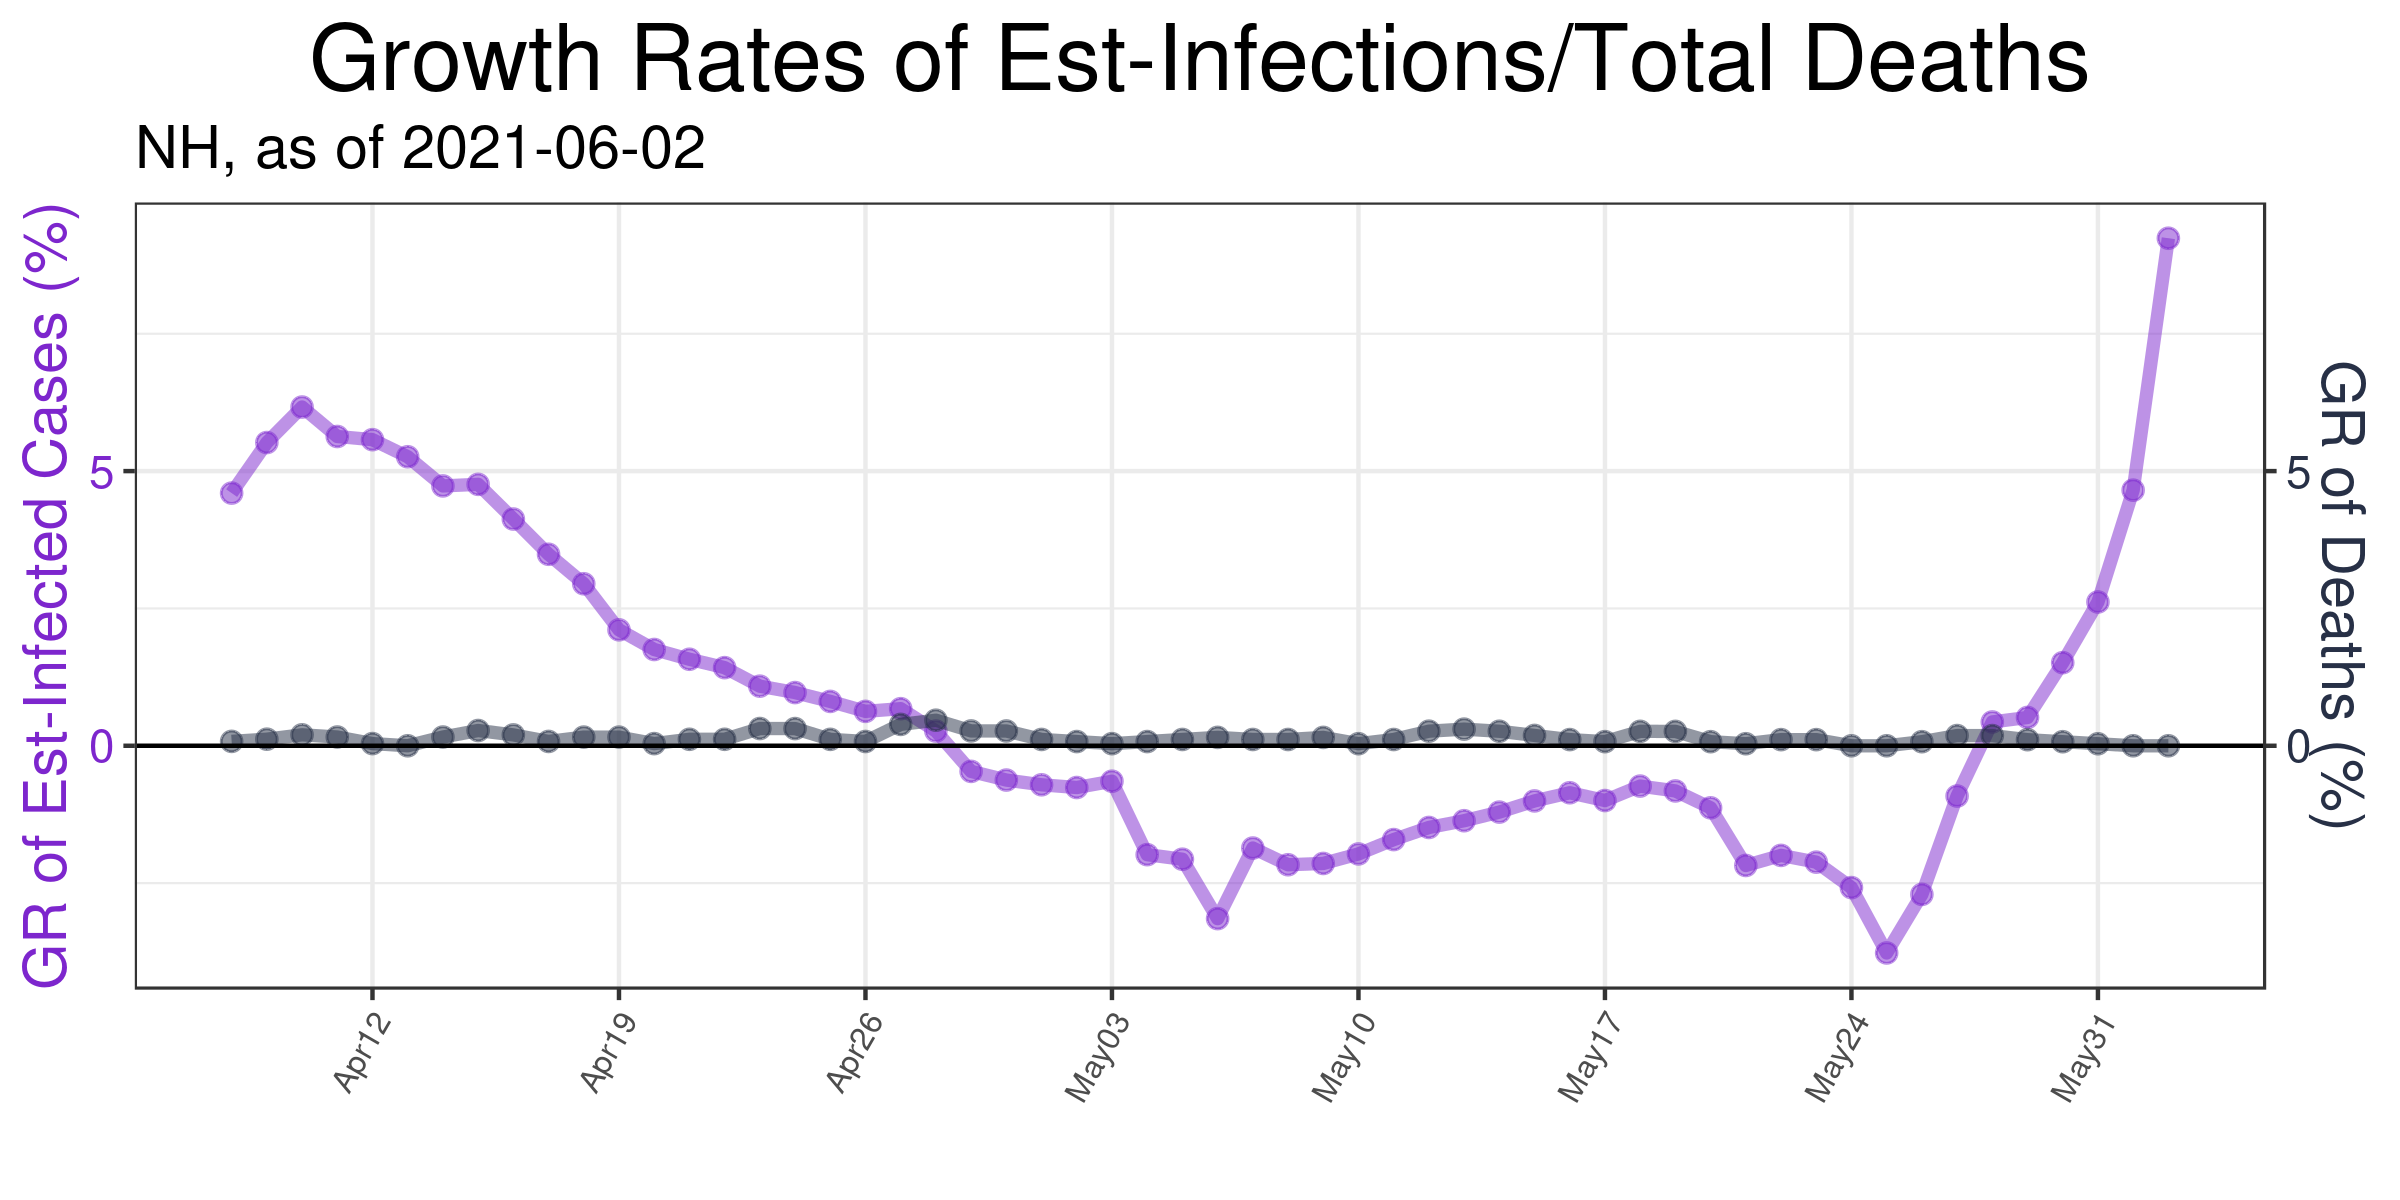 Growth Rates of Est-Infections/Total Deaths
NH, as of 2021-06-02
GR of Est-Infected Cases (%)
5
0
5
0
GR of Deaths (%)
Apr12
Apr19
Apr26
May03
May10
May17
May24
May31